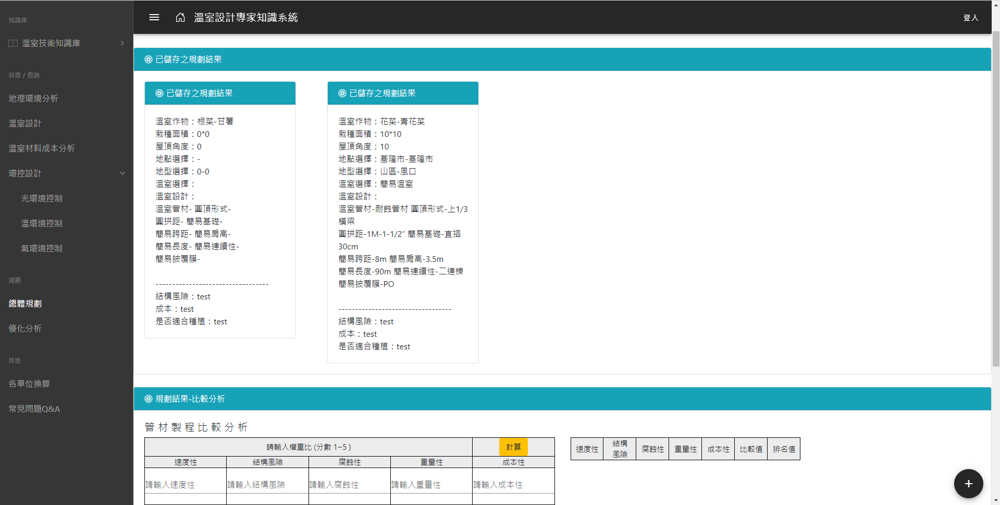 知識庫
溫室技術知識庫
科普 / 查詢
地理環境分析
溫室設計
溫室材料成本分析
環控設計
光環境控制
溫環境控制
氣環境控制
規劃
總體規劃
優化分析
其他
各單位換算
常見問題Q&A
溫室設計專家知識系統
登入
已儲存之規劃結果
已儲存之規劃結果
溫室作物：根菜-甘薯
栽種面積：0*0
屋頂角度：0
地點選擇：-
地型選擇：0-0
溫室選擇：
溫室設計：
溫室管材- 圓頂形式-
圓拱距- 簡易基礎-
簡易跨距- 簡易肩高-
簡易長度- 簡易連續性-
簡易披覆膜-
----------------------------------
結構風險：test
成本：test
是否適合種植：test
已儲存之規劃結果
溫室作物：花菜-青花菜
栽種面積：10*10
屋頂角度：10
地點選擇：基隆市-基隆市
地型選擇：山區-風口
溫室選擇：簡易溫室
溫室設計：
溫室管材-耐蝕管材 圓頂形式-上1/3
橫梁
圓拱距-1M-1-1/2" 簡易基礎-直插
30cm
簡易跨距-8m 簡易肩高-3.5m
簡易長度-90m 簡易連續性-二連棟
簡易披覆膜-PO
----------------------------------
結構風險：test
成本：test
是否適合種植：test
規劃結果-比較分析
管材製程比較分析
請輸入權重比 (分數 1~5 ) 計算
速度性 結構風險 腐蝕性 重量性 成本性
請輸入速度性 請輸入結構風險 請輸入腐蝕性 請輸入重量性 請輸入成本性
速度性 結構風險 腐蝕性 重量性 成本性 比較值 排名值
+